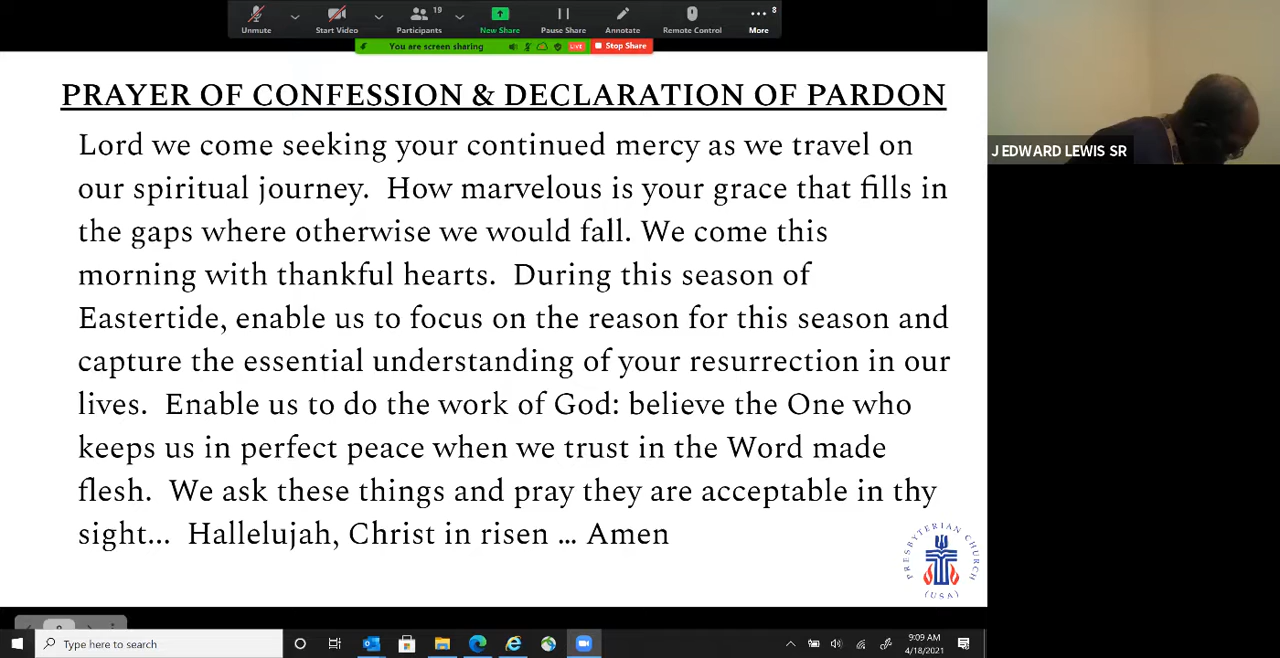 19
8
Unmute
Start Video
Participants
New Share
Pause Share
Annotate
Remote Control
More
You are screen sharing
LIVE
Stop Share
PRAYER OF CONFESSION & DECLARATION OF PARDON
Lord we come seeking your continued mercy as we travel on
our spiritual journey. How marvelous is your grace that fills in
the gaps where otherwise we would fall. We come this
morning with thankful hearts. During this season of
Eastertide, enable us to focus on the reason for this season and
capture the essential understanding of your resurrection in our
lives. Enable us to do the work of God: believe the One who
keeps us in perfect peace when we trust in the Word made
flesh. We ask these things and pray they are acceptable in thy
sight... Hallelujah, Christ in risen ... Amen
PRESBYTERIAN CHURCH
(USA)
J EDWARD LEWIS SR
Type here to search
9:09 AM
4/18/2021